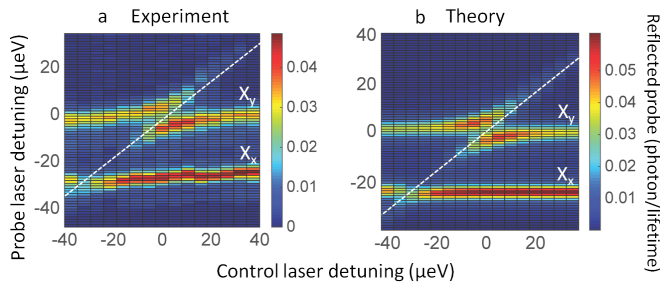 a Experiment
b Theory
Probe laser detuning (μeV)
20
0
-20
-40
-40 -20 0 20 40
X_y
X_x
0.04
0.03
0.02
0.01
0
40
20
0
-20
-40 -20 0 20
X_y
X_x
0.05
0.04
0.03
0.02
0.01
Reflected probe (photon/lifetime)
Control laser detuning (μeV)